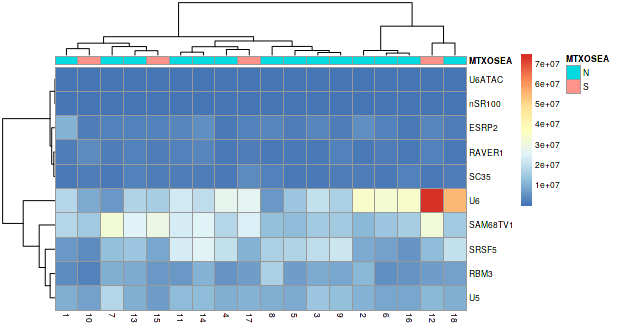 MTXOSEA
U6ATAC
nSR100
ESRP2
RAVER1
SC35
U6
SAM68TV1
SRSF5
RBM3
U5
1 10 7 13 15 11 14 4 17 8 5 3 9 2 6 16 12 18
7e+07
6e+07
5e+07
4e+07
3e+07
2e+07
1e+07
MTXOSEA
N
S